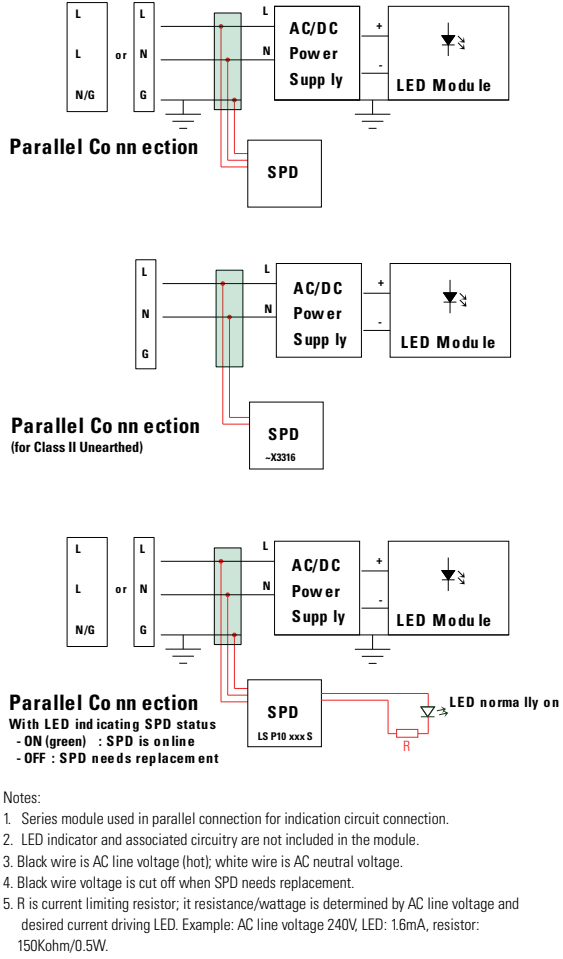 L
L
N/G
or
L
N
G
L
N
AC/DC
Power
Supply
+
-
LED Module
Parallel Connection
SPD
L
N
G
L
N
AC/DC
Power
Supply
+
-
LED Module
Parallel Connection
(for Class II Unearthed)
SPD
~X3316
L
L
N/G
or
L
N
G
L
N
AC/DC
Power
Supply
+
-
LED Module
Parallel Connection
With LED indicating SPD status
- ON (green) : SPD is online
- OFF : SPD needs replacement
SPD
LS P10 xxx S
LED normally on
R
Notes:
1. Series module used in parallel connection for indication circuit connection.
2. LED indicator and associated circuitry are not included in the module.
3. Black wire is AC line voltage (hot); white wire is AC neutral voltage.
4. Black wire voltage is cut off when SPD needs replacement.
5. R is current limiting resistor; it resistance/wattage is determined by AC line voltage and
desired current driving LED. Example: AC line voltage 240V, LED: 1.6mA, resistor:
150Kohm/0.5W.